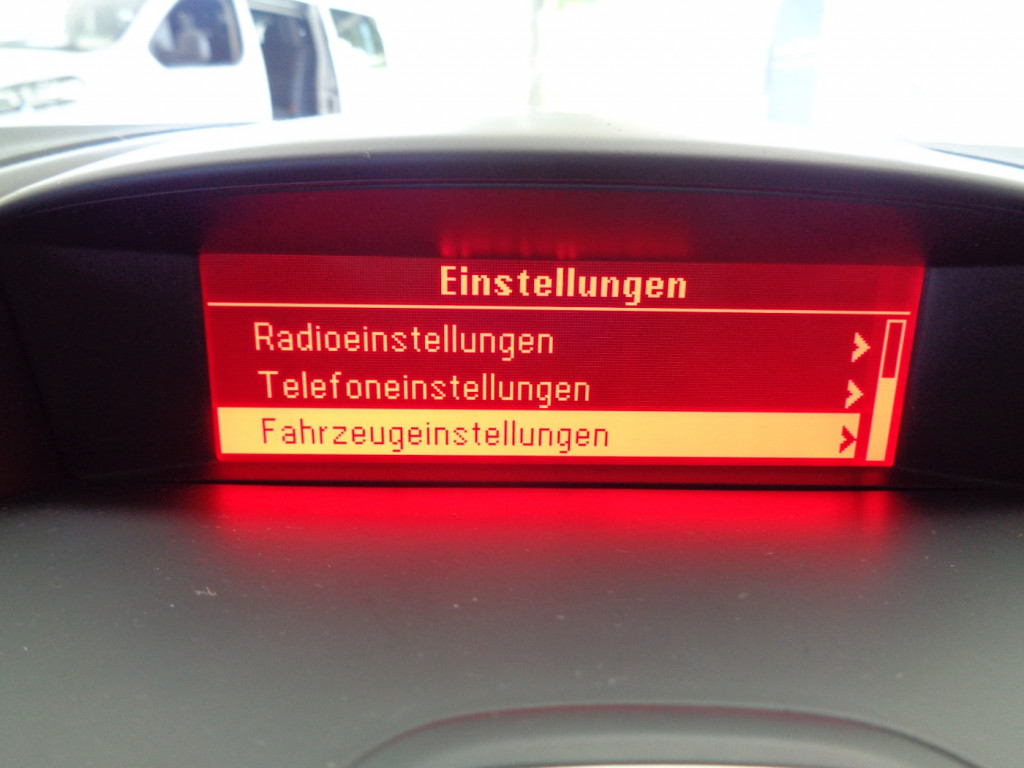 Einstellungen
Radioeinstellungen
Telefoneinstellungen
Fahrzeugeinstellungen